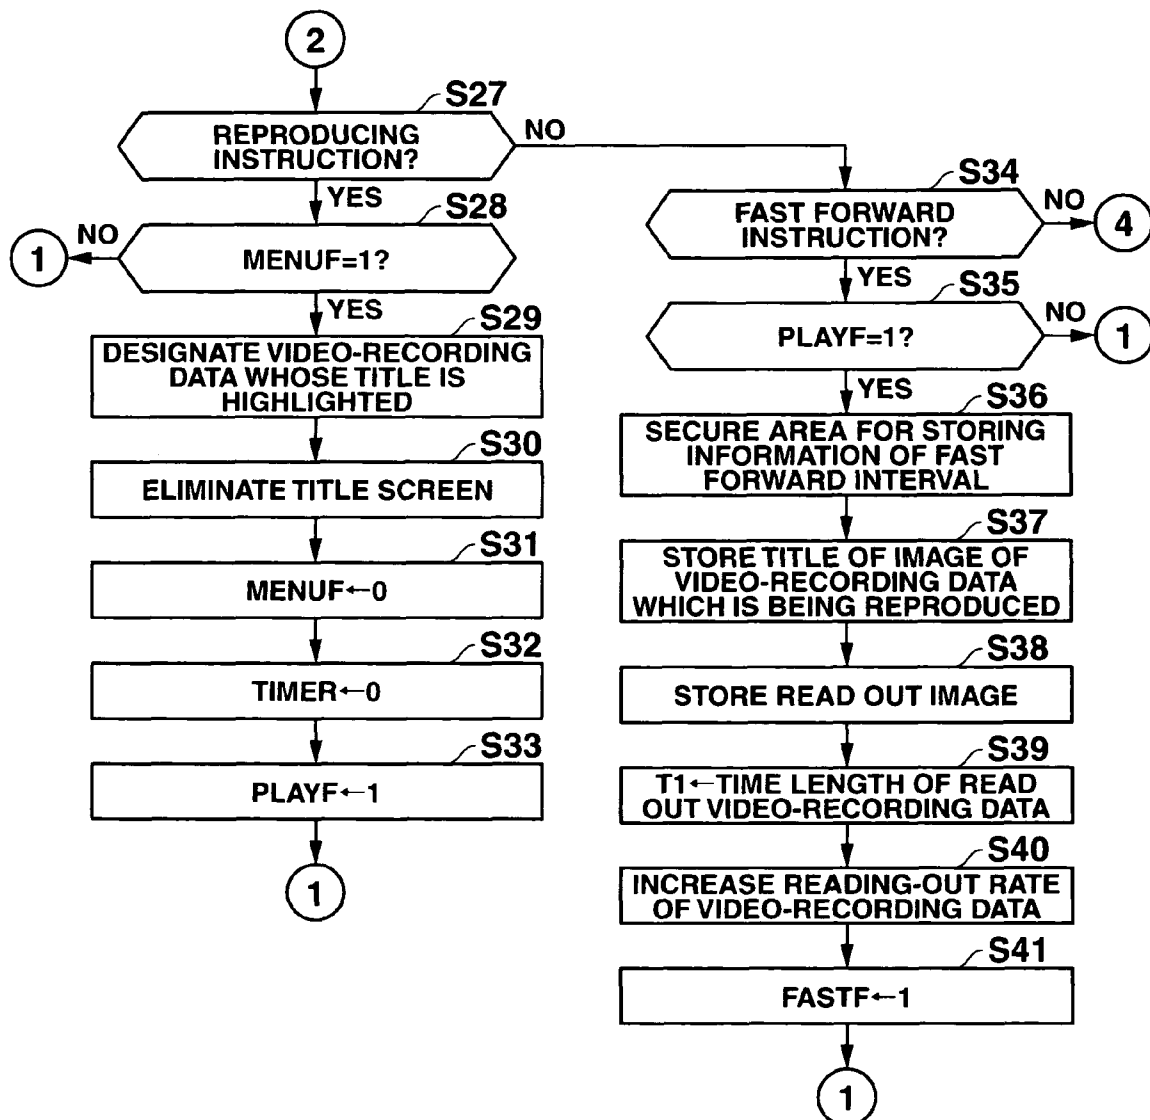 2
S27
REPRODUCING
INSTRUCTION?
NO
YES
S28
NO
1
MENUF=1?
YES
S29
DESIGNATE VIDEO-RECORDING
DATA WHOSE TITLE IS
HIGHLIGHTED
S30
ELIMINATE TITLE SCREEN
S31
MENUF←0
S32
TIMER←0
S33
PLAYF←1
1
S34
FAST FORWARD
INSTRUCTION?
NO
4
YES
S35
PLAYF=1?
NO
1
YES
S36
SECURE AREA FOR STORING
INFORMATION OF FAST
FORWARD INTERVAL
S37
STORE TITLE OF IMAGE OF
VIDEO-RECORDING DATA
WHICH IS BEING REPRODUCED
S38
STORE READ OUT IMAGE
S39
T1←TIME LENGTH OF READ
OUT VIDEO-RECORDING DATA
S40
INCREASE READING-OUT RATE
OF VIDEO-RECORDING DATA
S41
FASTF←1
1